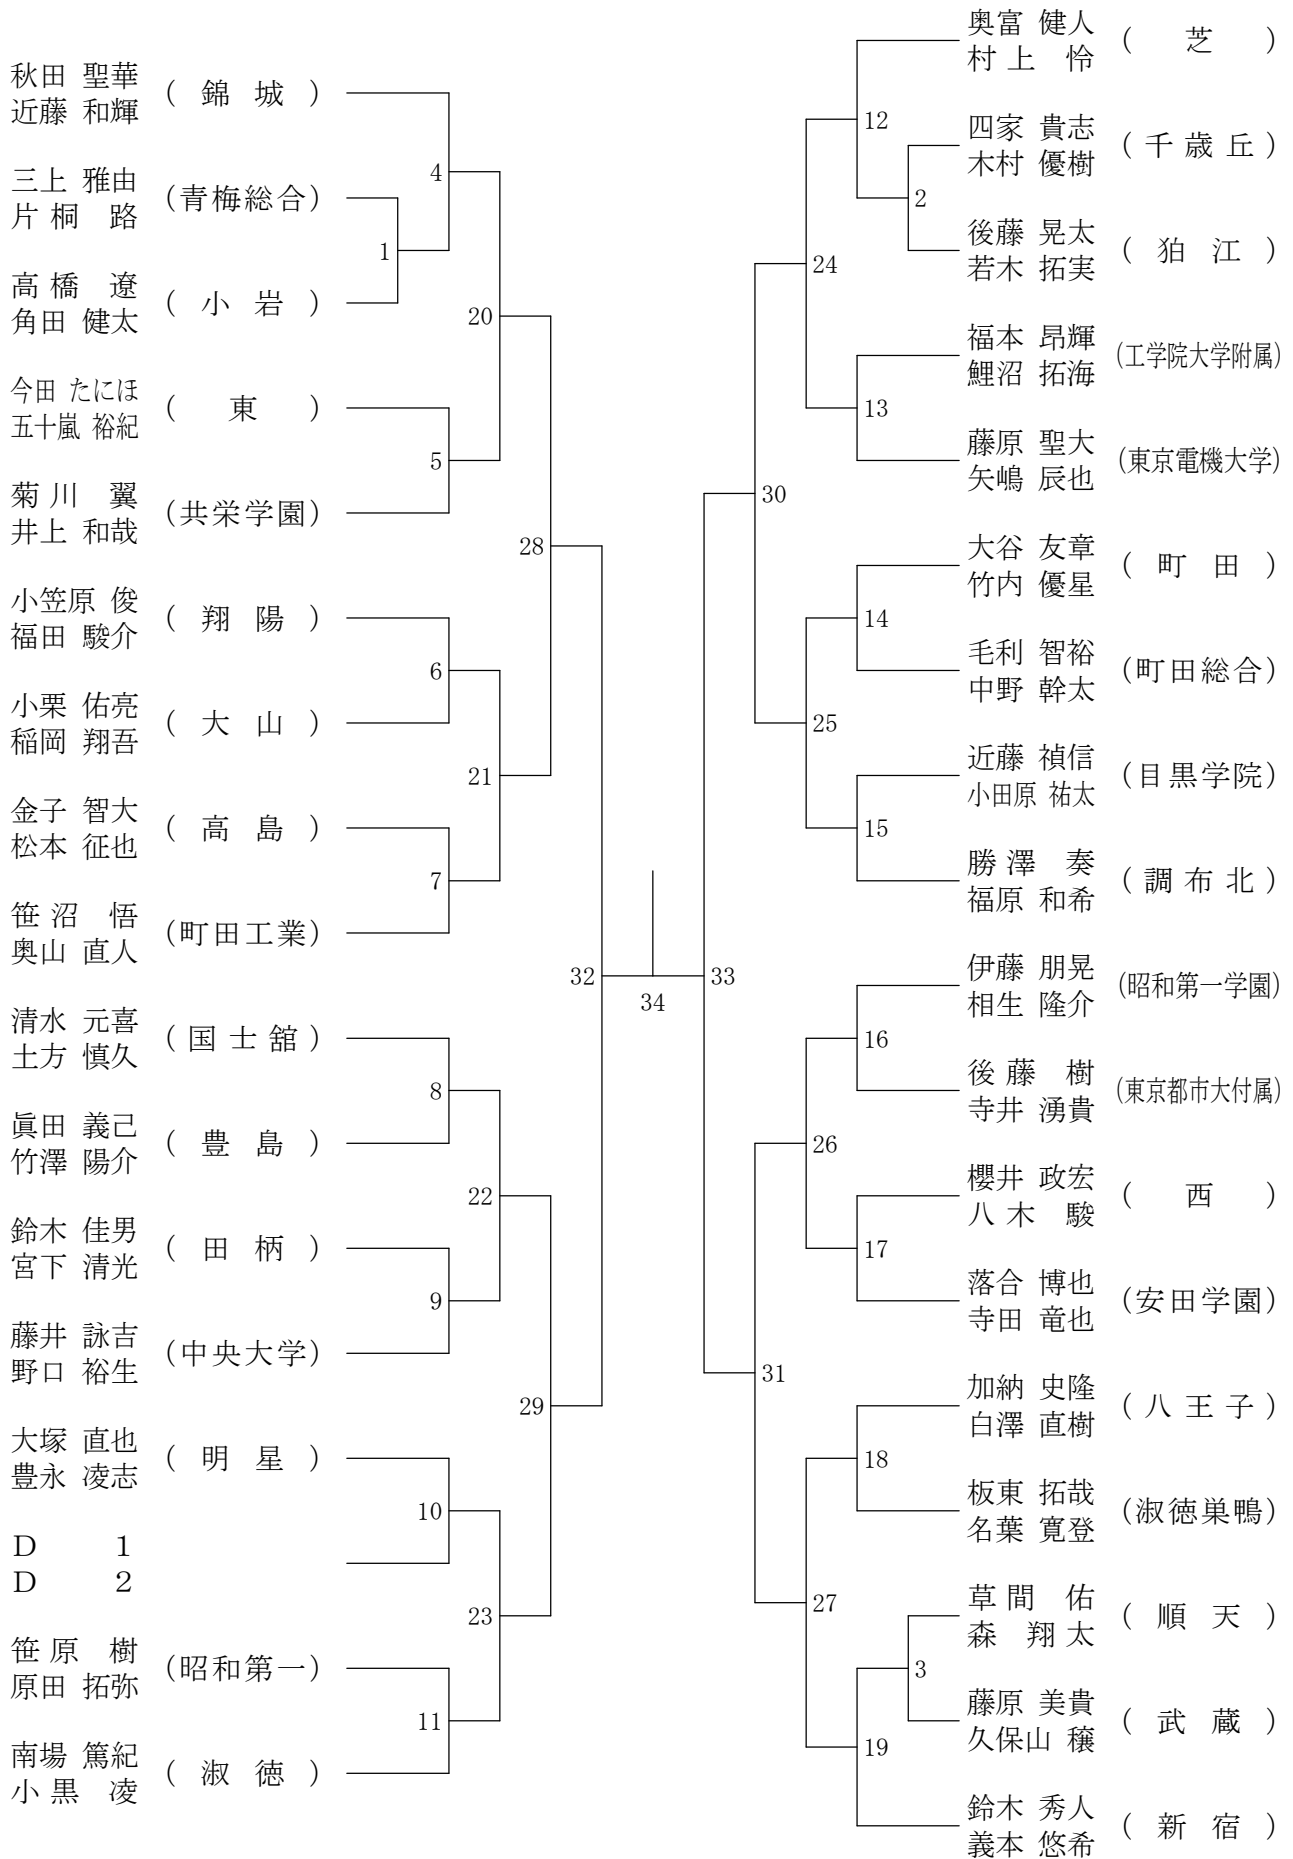 秋田 聖華
近藤 和輝
( 錦 城 )
三上 雅由
片桐 路
(青梅総合)
高橋 遼
角田 健太
( 小 岩 )
今田 たにほ
五十嵐 裕紀
( 東 )
菊川 翼
井上 和哉
(共栄学園)
小笠原 俊
福田 駿介
( 翔 陽 )
小栗 佑亮
稲岡 翔吾
( 大 山 )
金子 智大
松本 征也
( 高 島 )
笹沼 悟
奥山 直人
(町田工業)
清水 元喜
土方 慎久
( 国 士 舘 )
眞田 義己
竹澤 陽介
( 豊 島 )
鈴木 佳男
宮下 清光
( 田 柄 )
藤井 詠吉
野口 裕生
(中央大学)
大塚 直也
豊永 凌志
( 明 星 )
D 1
D 2
笹原 樹
原田 拓弥
(昭和第一)
南場 篤紀
小黒 凌
( 淑 徳 )
1
4
5
6
7
8
9
10
11
20
21
22
23
28
29
32
34
33
30
31
24
25
26
27
12
2
13
14
15
16
17
18
3
19
奥富 健人
村上 怜
( 芝 )
四家 貴志
木村 優樹
( 千 歳 丘 )
後藤 晃太
若木 拓実
( 狛 江 )
福本 昂輝
鯉沼 拓海
(工学院大学附属)
藤原 聖大
矢嶋 辰也
(東京電機大学)
大谷 友章
竹内 優星
( 町 田 )
毛利 智裕
中野 幹太
(町田総合)
近藤 禎信
小田原 祐太
(目黒学院)
勝澤 奏
福原 和希
( 調 布 北 )
伊藤 朋晃
相生 隆介
(昭和第一学園)
後藤 樹
寺井 湧貴
(東京都市大付属)
櫻井 政宏
八木 駿
( 西 )
落合 博也
寺田 竜也
(安田学園)
加納 史隆
白澤 直樹
( 八 王 子 )
板東 拓哉
名葉 寛登
(淑徳巣鴨)
草間 佑
森 翔太
( 順 天 )
藤原 美貴
久保山 穣
( 武 蔵 )
鈴木 秀人
義本 悠希
( 新 宿 )